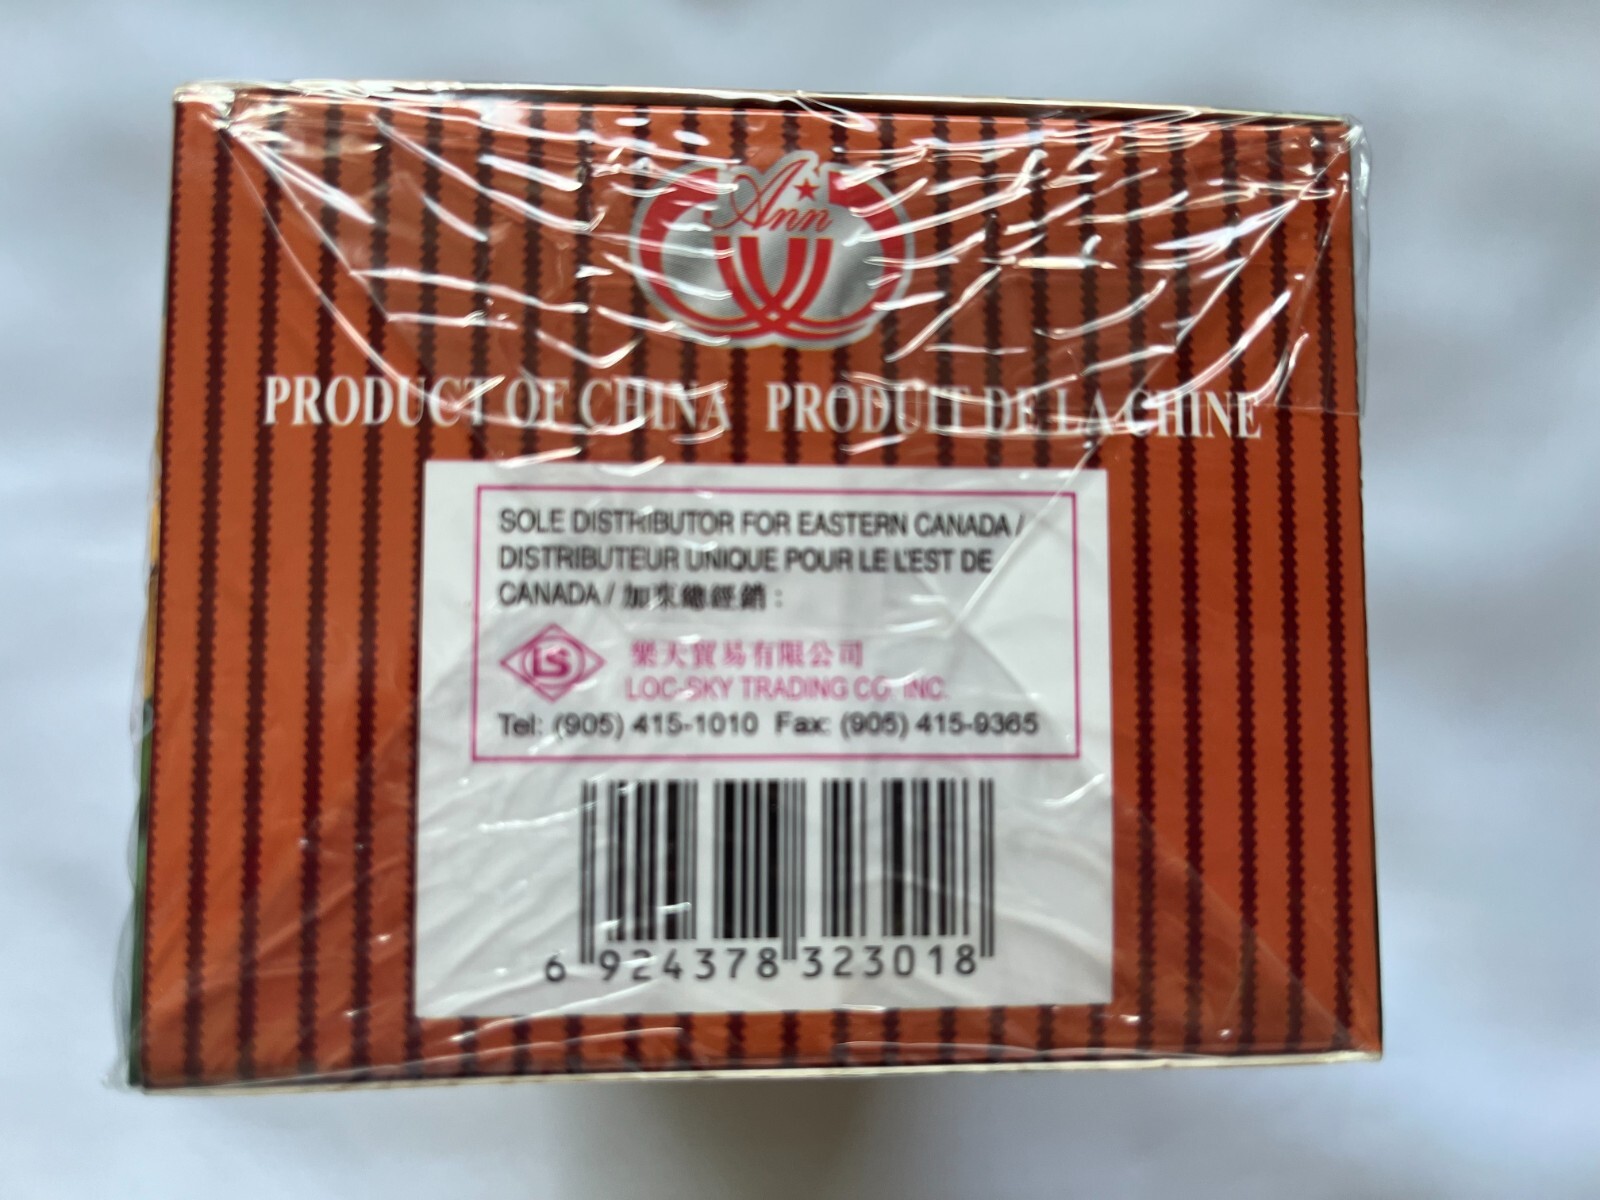 Ann
PRODUCT OF CHINA PRODUIT DE LA CHINE
SOLE DISTRIBUTOR FOR EASTERN CANADA /
DISTRIBUTEUR UNIQUE POUR LE L'EST DE
CANADA / 加東總經銷 :
LS
樂天貿易有限公司
LOC-SKY TRADING CO. INC.
Tel: (905) 415-1010 Fax: (905) 415-9365
6 924378 323018